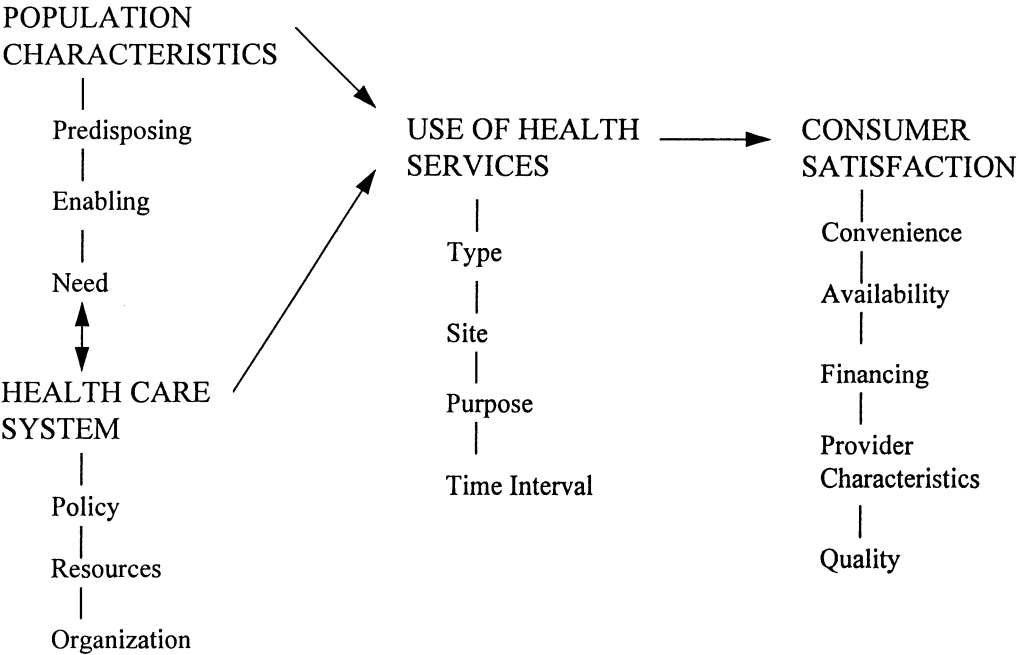 POPULATION
CHARACTERISTICS
Predisposing
Enabling
Need
HEALTH CARE
SYSTEM
Policy
Resources
Organization
USE OF HEALTH
SERVICES
Type
Site
Purpose
Time Interval
CONSUMER
SATISFACTION
Convenience
Availability
Financing
Provider
Characteristics
Quality